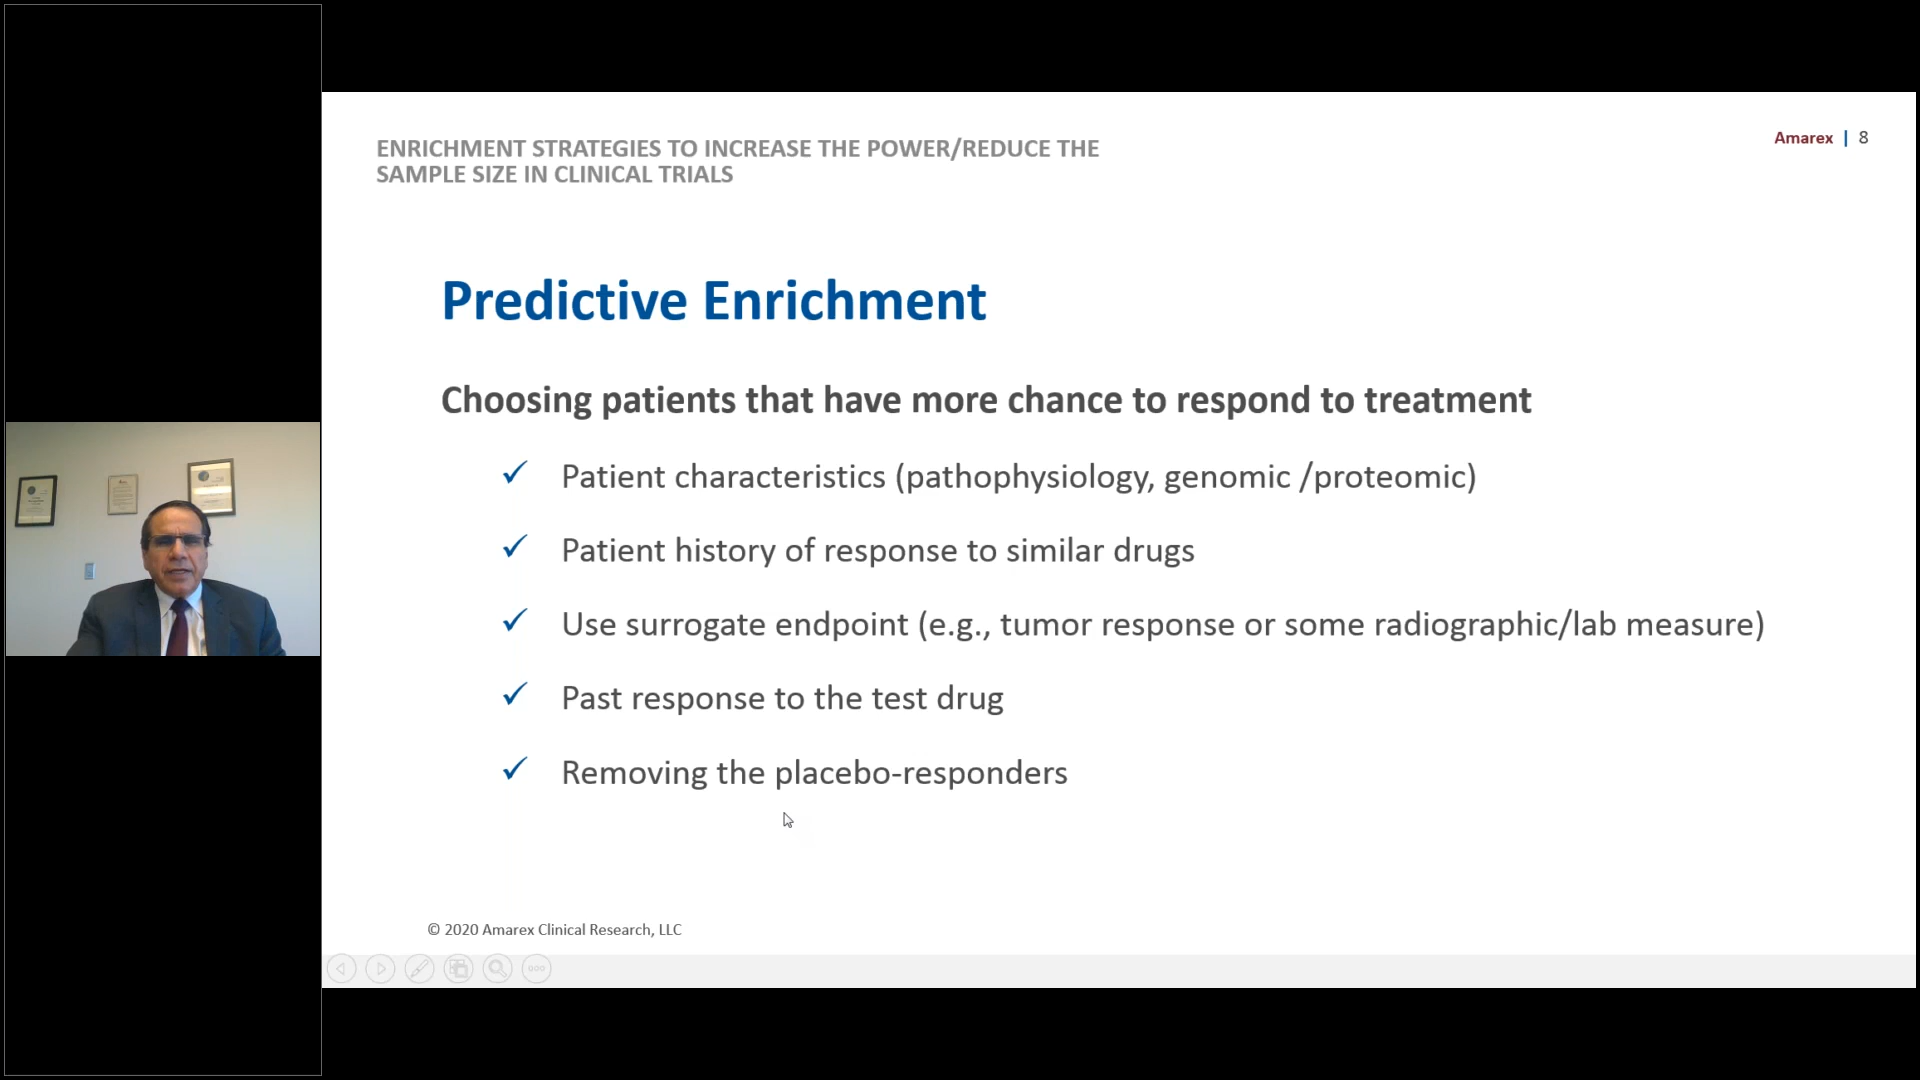 ENRICHMENT STRATEGIES TO INCREASE THE POWER/REDUCE THE
SAMPLE SIZE IN CLINICAL TRIALS
Amarex | 8
Predictive Enrichment
Choosing patients that have more chance to respond to treatment
✓ Patient characteristics (pathophysiology, genomic /proteomic)
✓ Patient history of response to similar drugs
✓ Use surrogate endpoint (e.g., tumor response or some radiographic/lab measure)
✓ Past response to the test drug
✓ Removing the placebo-responders
© 2020 Amarex Clinical Research, LLC